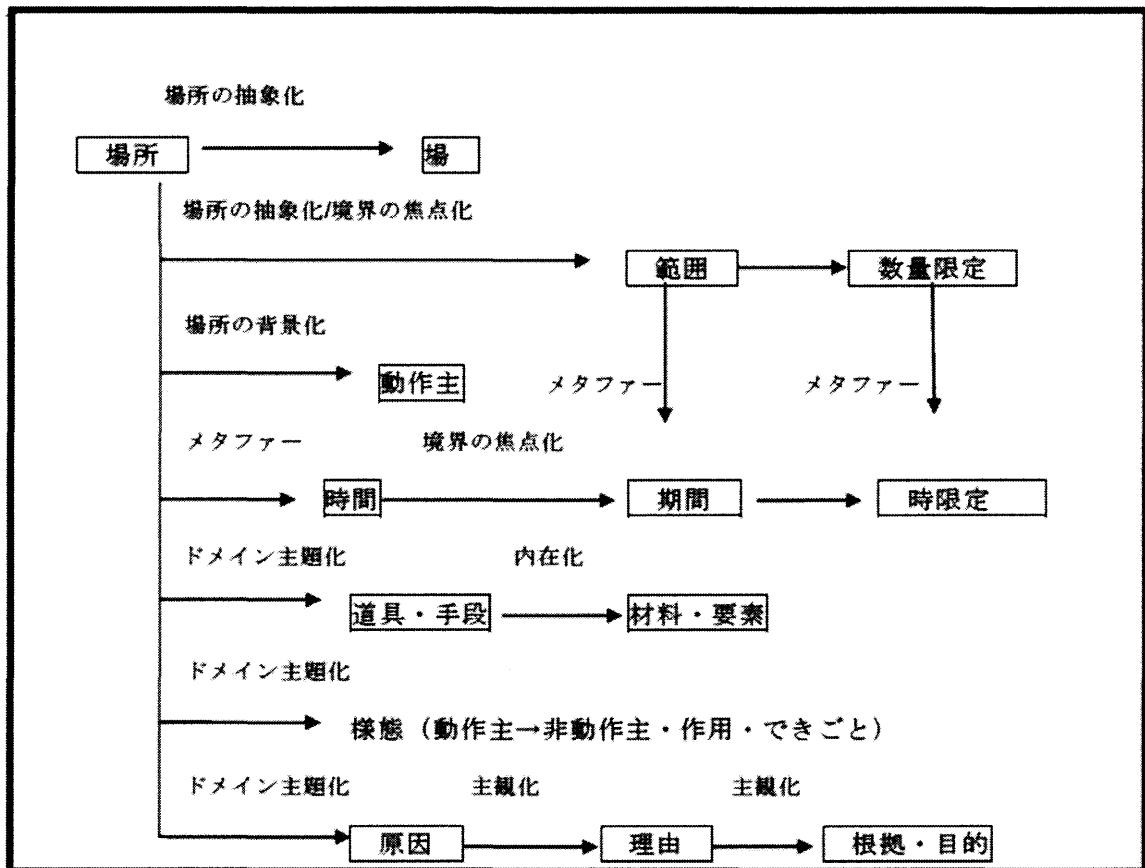 場所の抽象化
場所 場
場所の抽象化/境界の焦点化
範囲 数量限定
場所の背景化
動作主 メタファー メタファー
メタファー 境界の焦点化
時間 期間 時限定
ドメイン主題化 内在化
道具・手段 材料・要素
ドメイン主題化
様態（動作主→非動作主・作用・できごと）
ドメイン主題化 主観化 主観化
原因 理由 根拠・目的